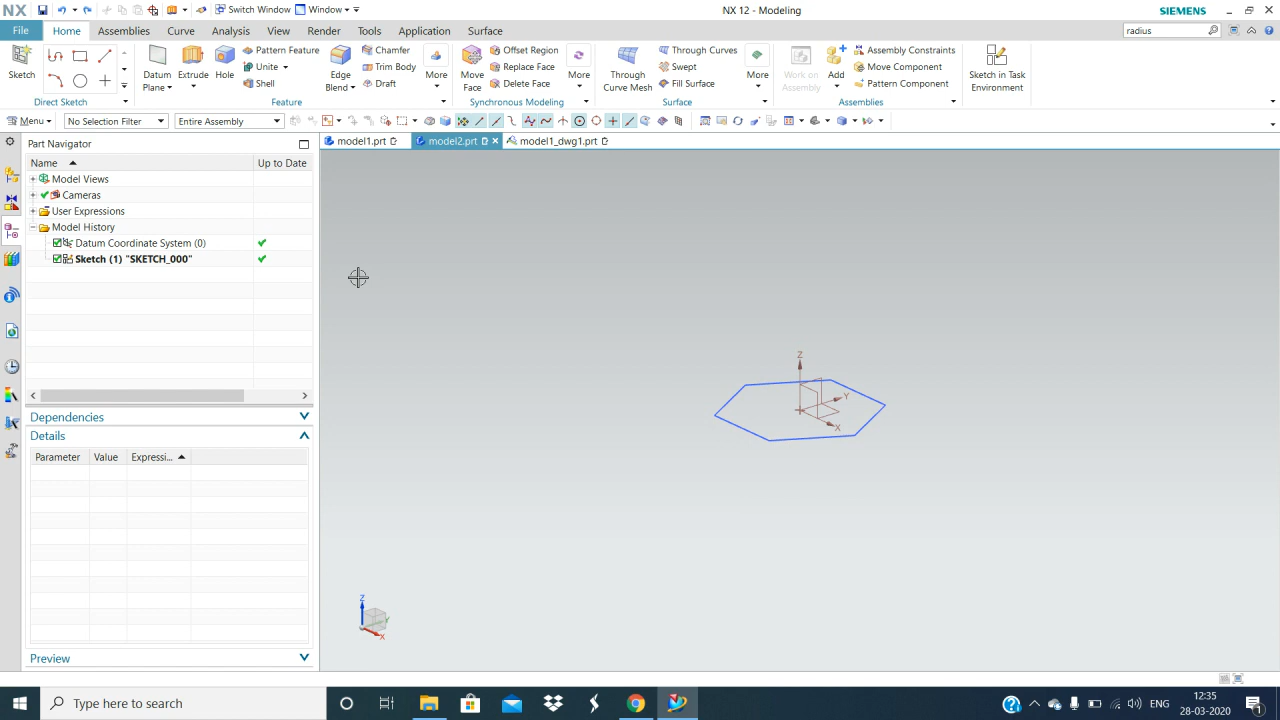 NX
Switch Window
Window
NX 12 - Modeling
SIEMENS
File
Home
Assemblies
Curve
Analysis
View
Render
Tools
Application
Surface
radius
Sketch
Direct Sketch
Datum Plane
Extrude
Hole
Pattern Feature
Unite
Shell
Edge Blend
Chamfer
Trim Body
Draft
More
Feature
Move Face
Offset Region
Replace Face
Delete Face
More
Synchronous Modeling
Through Curve Mesh
Through Curves
Swept
Fill Surface
More
Surface
Work on Assembly
Add
Assembly Constraints
Move Component
Pattern Component
Assemblies
Sketch in Task Environment
Menu
No Selection Filter
Entire Assembly
Part Navigator
model1.prt
model2.prt
model1_dwg1.prt
Name
Up to Date
Model Views
Cameras
User Expressions
Model History
Datum Coordinate System (0)
Sketch (1) "SKETCH_000"
Z
Y
X
Dependencies
Details
Parameter
Value
Expressi...
Z
Y
X
Preview
Type here to search
ENG
12:35
28-03-2020
1